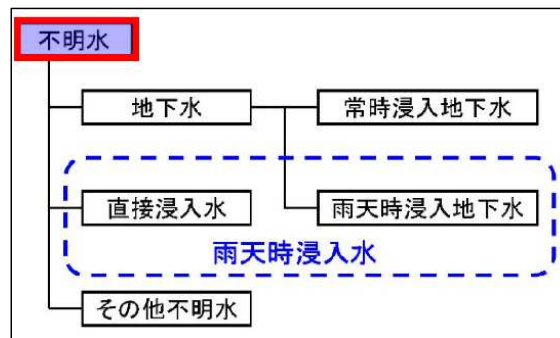 不明水
地下水 常時浸入地下水
直接浸入水 雨天時浸入地下水
雨天時浸入水
その他不明水